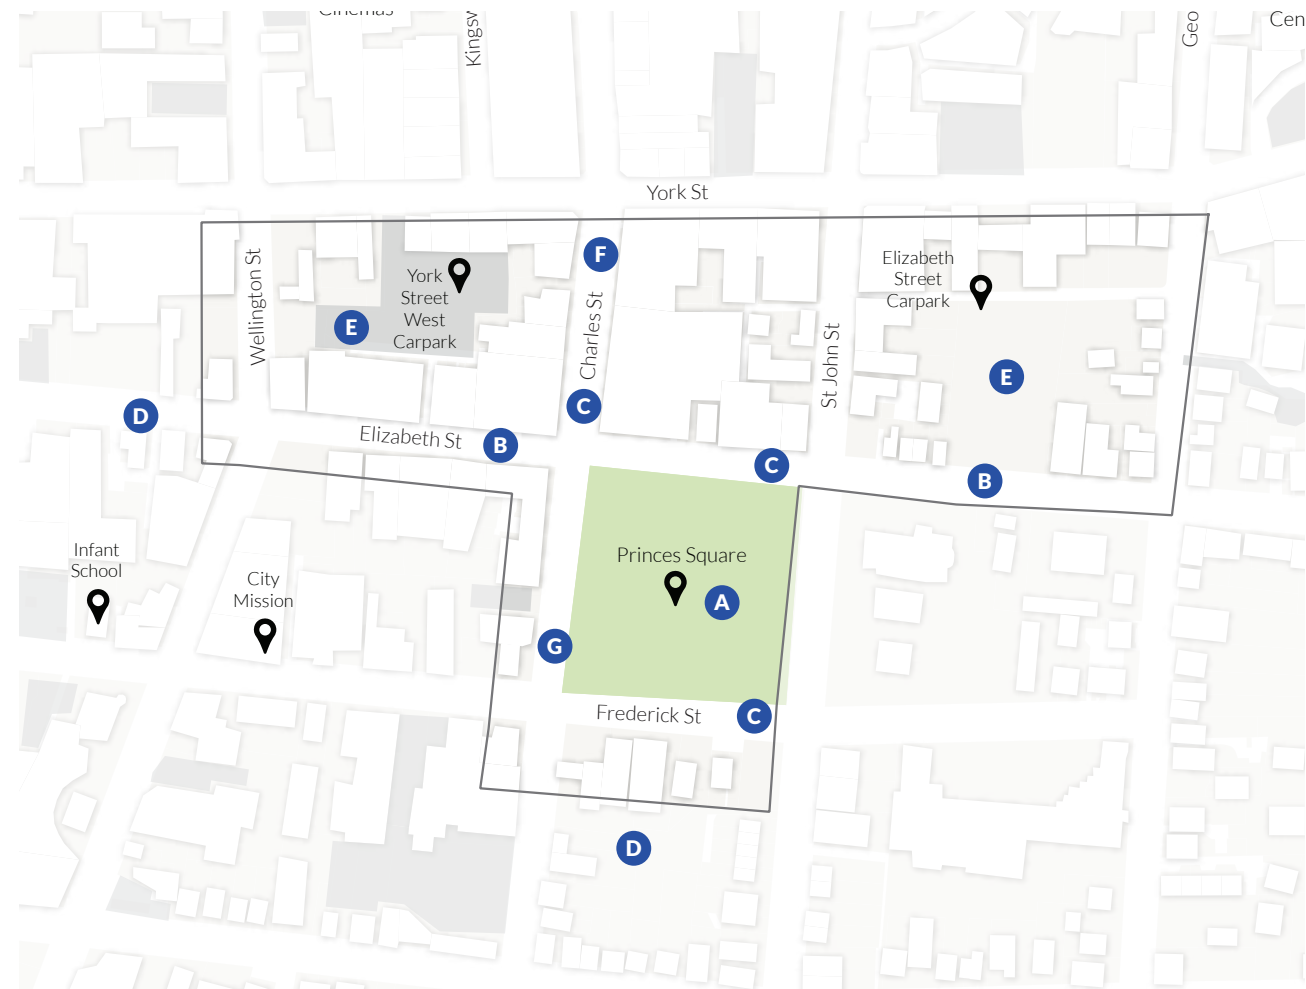 Kingsw
Geo
Cen
York St
Wellington St
York
Street
West
Carpark
E
F
Charles St
C
St John St
Elizabeth
Street
Carpark
E
D
Elizabeth St
B
C
B
Infant
School
City
Mission
Princes Square
A
G
Frederick St
C
D